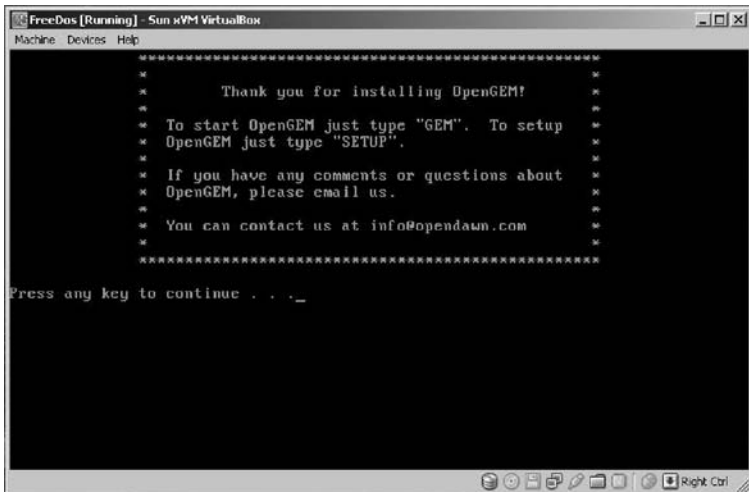 FreeDos [Running] - Sun xVM VirtualBox
Machine Devices Help
**************************************************
* *
* Thank you for installing OpenGEM! *
* *
* To start OpenGEM just type "GEM". To setup *
* OpenGEM just type "SETUP". *
* *
* If you have any comments or questions about *
* OpenGEM, please email us. *
* *
* You can contact us at info@opendawn.com *
* *
**************************************************
Press any key to continue . . ._
Right Ctrl